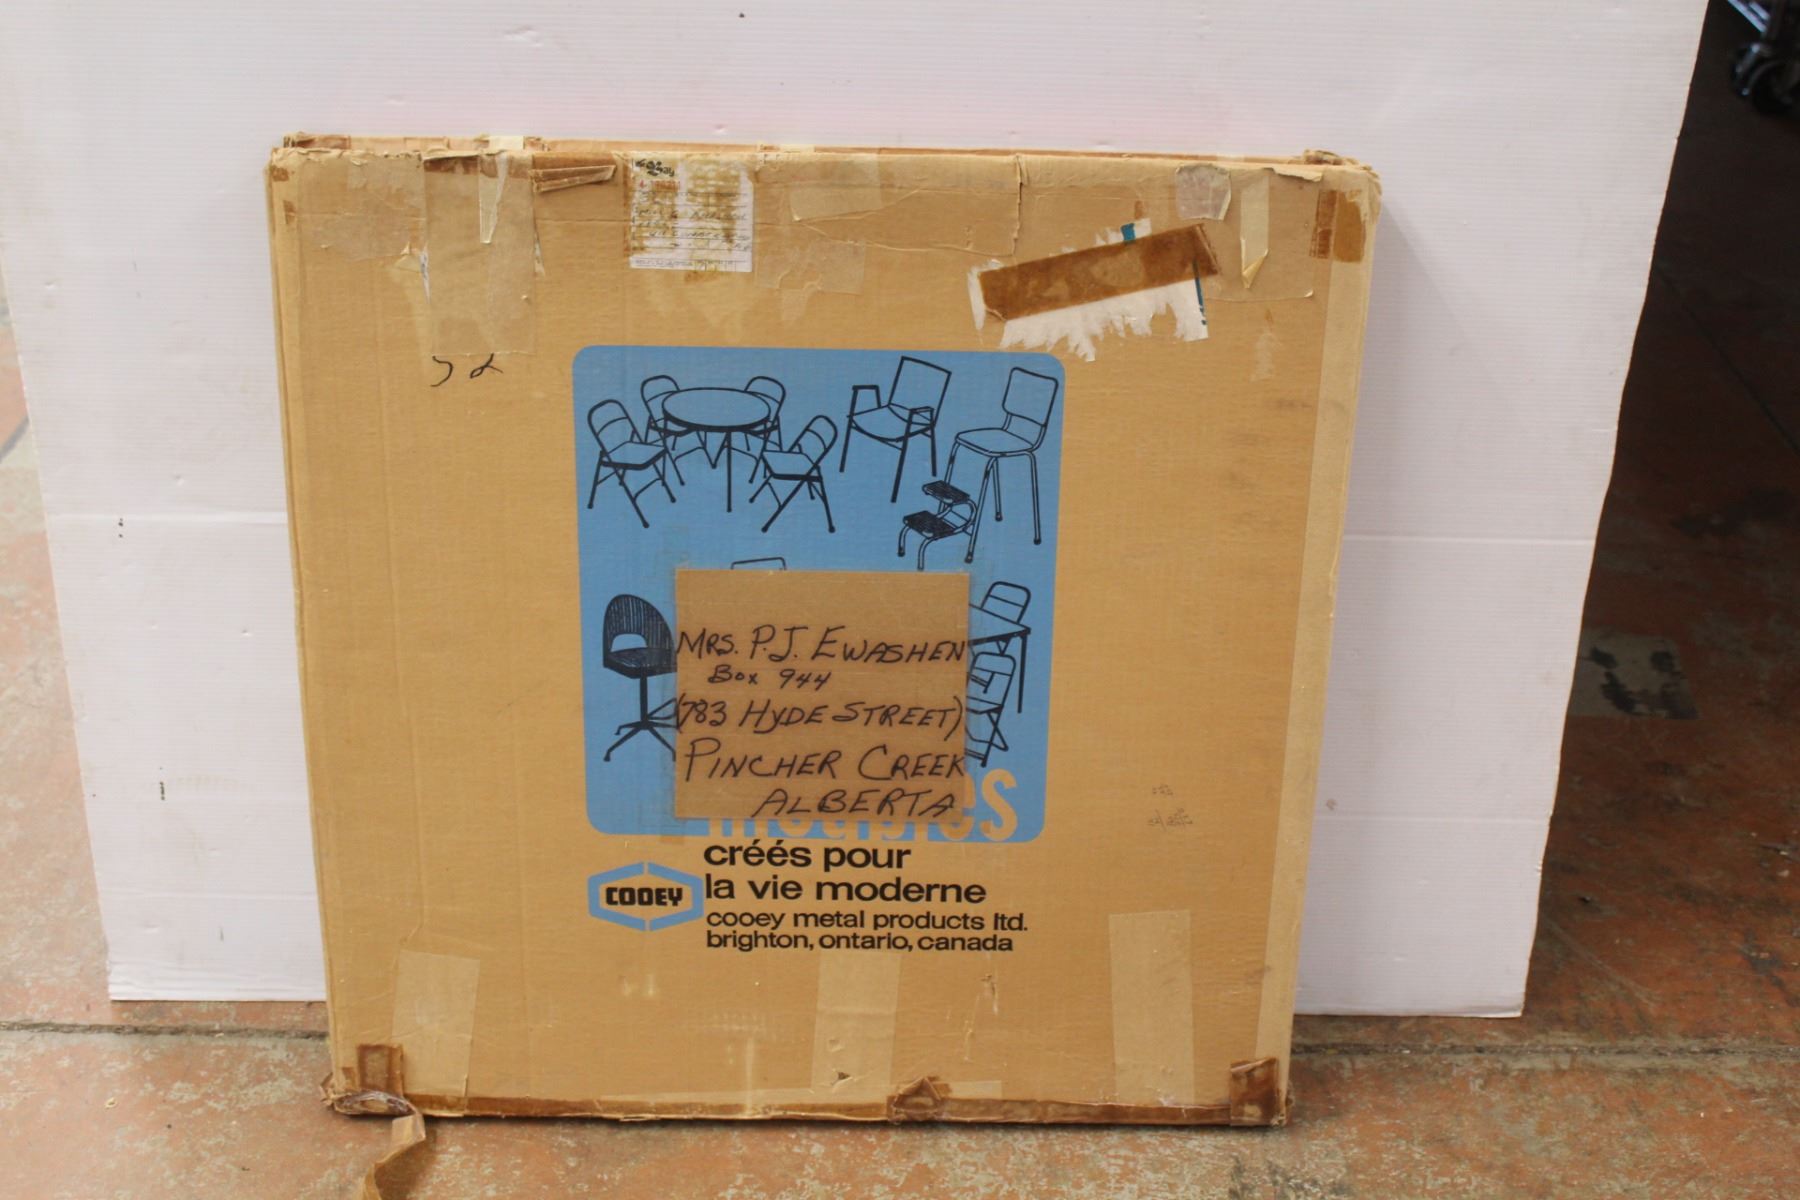 MRS. P.J. EWASHEN
Box 944
(783 HYDE STREET)
PINCHER CREEK
ALBERTA
meubles
créés pour
la vie moderne
COOEY
cooey metal products ltd.
brighton, ontario, canada